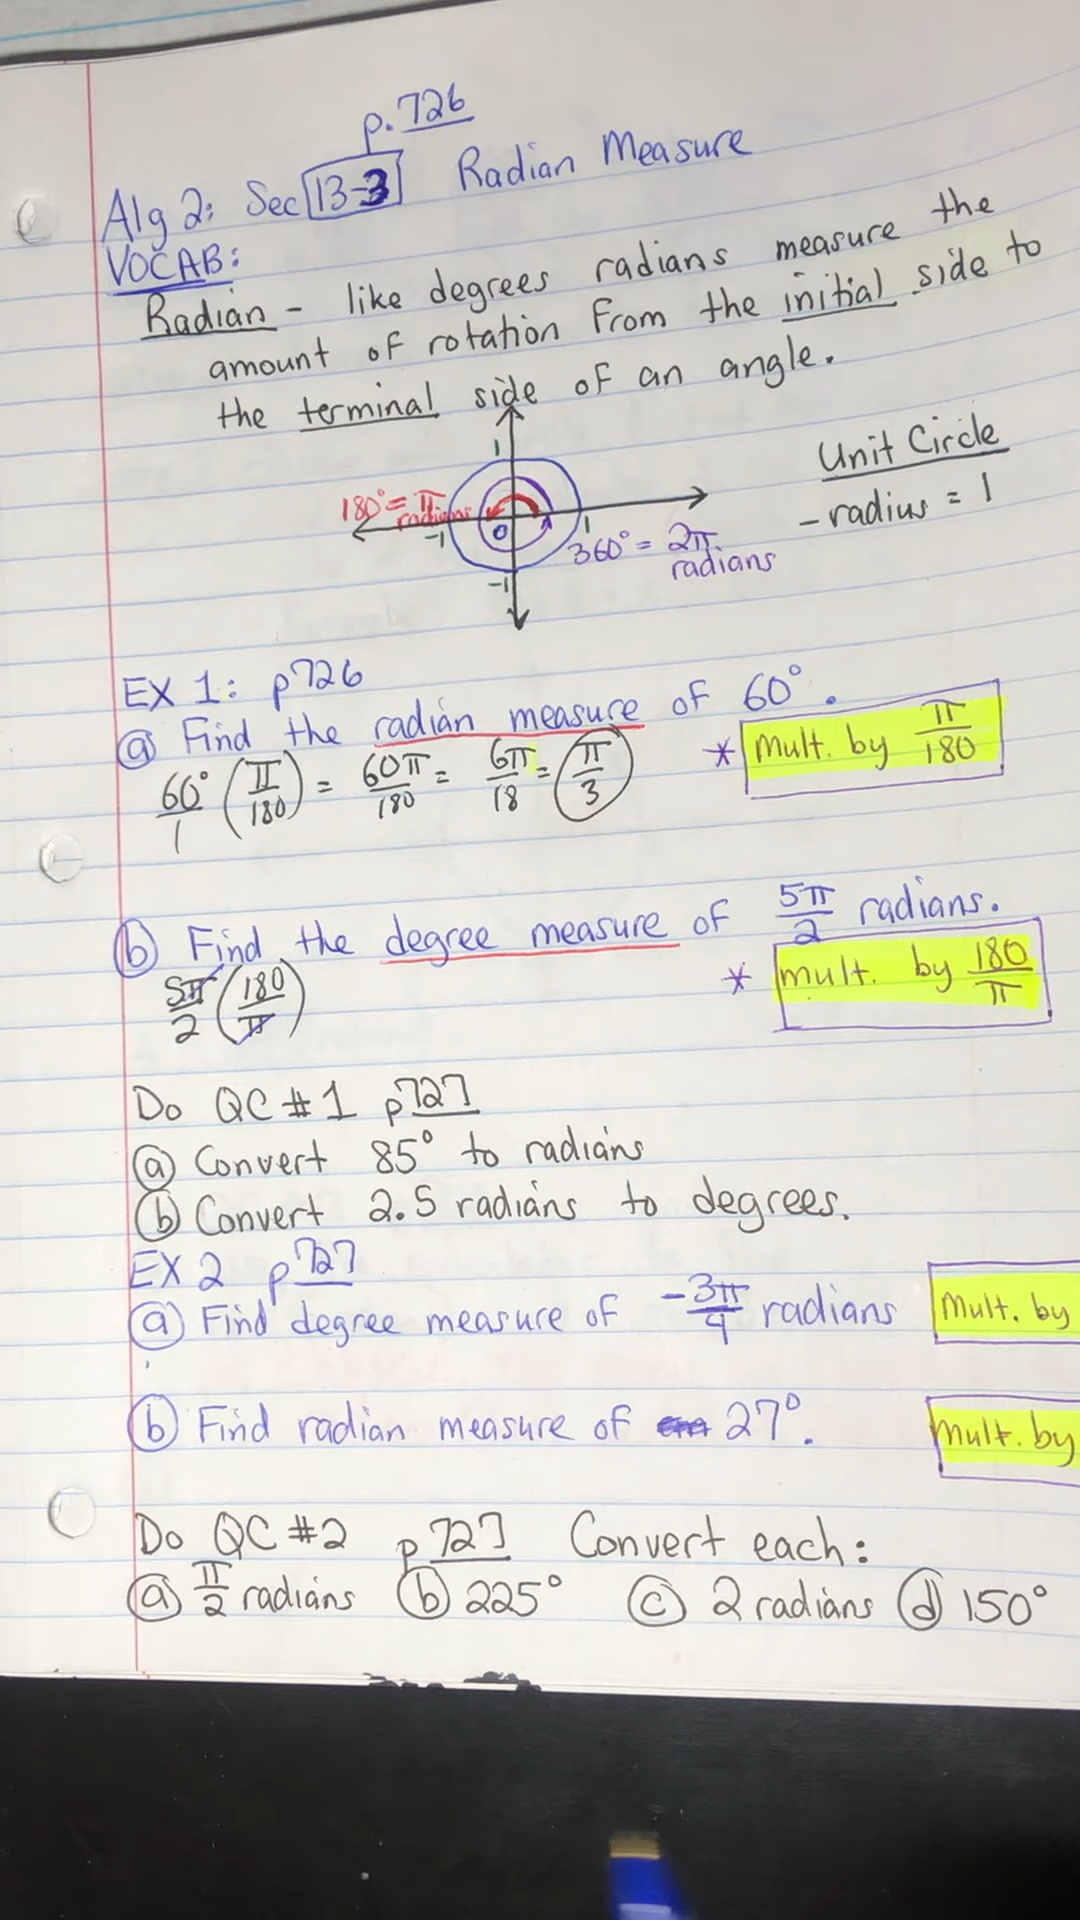 p. 726
Alg 2: Sec 13-3 Radian Measure
VOCAB:
Radian - like degrees radians measure the
amount of rotation from the initial side to
the terminal side of an angle.
Unit Circle
- radius = 1
1
180° = π
radians
-1
0
1
360° = 2π
radians
-1
EX 1: p726
ⓐ Find the radian measure of 60°.
60°/1 (π/180) = 60π/180 = 6π/18 = π/3
* Mult. by π/180
ⓑ Find the degree measure of 5π/2 radians.
5π/2 (180/π)
* mult. by 180/π
Do QC #1 p727
ⓐ Convert 85° to radians
ⓑ Convert 2.5 radians to degrees.
EX 2 p727
ⓐ Find degree measure of -3π/4 radians Mult. by
ⓑ Find radian measure of 27°. Mult. by
Do QC #2 p727 Convert each:
ⓐ π/2 radians ⓑ 225° ⓒ 2 radians ⓓ 150°